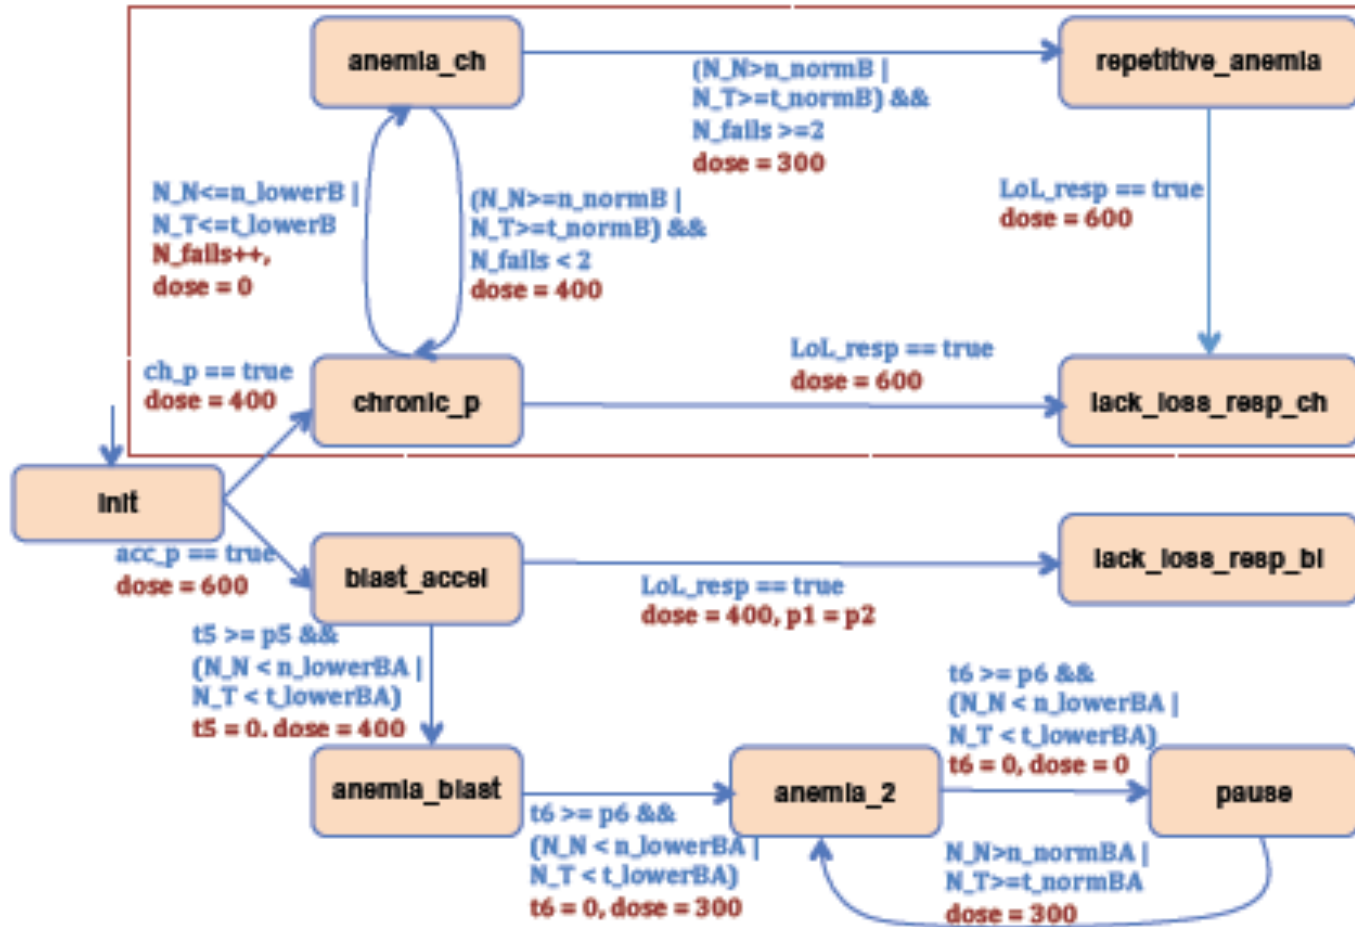 anemia_ch
repetitive_anemia
(N_N>n_normB |
N_T>=t_normB) &&
N_fails >=2
dose = 300
N_N<=n_lowerB |
N_T<=t_lowerB
N_fails++,
dose = 0
(N_N>=n_normB |
N_T>=t_normB) &&
N_fails < 2
dose = 400
LoL_resp == true
dose = 600
ch_p == true
dose = 400
chronic_p
LoL_resp == true
dose = 600
lack_loss_resp_ch
init
acc_p == true
dose = 600
blast_accel
LoL_resp == true
dose = 400, p1 = p2
lack_loss_resp_bl
t5 >= p5 &&
(N_N < n_lowerBA |
N_T < t_lowerBA)
t5 = 0. dose = 400
anemia_blast
t6 >= p6 &&
(N_N < n_lowerBA |
N_T < t_lowerBA)
t6 = 0, dose = 300
anemia_2
t6 >= p6 &&
(N_N < n_lowerBA |
N_T < t_lowerBA)
t6 = 0, dose = 0
pause
N_N>n_normBA |
N_T>=t_normBA
dose = 300